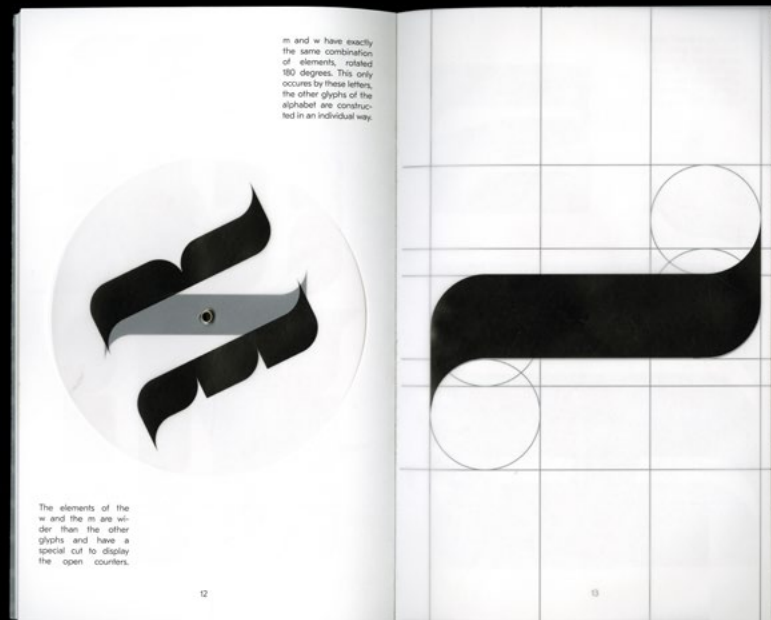 m and w have exactly
the same combination
of elements, rotated
180 degrees. This only
occures by these letters,
the other glyphs of the
alphabet are construc-
ted in an individual way.
The elements of the
w and the m are wi-
der than the other
glyphs and have a
special cut to display
the open counters.
12
13